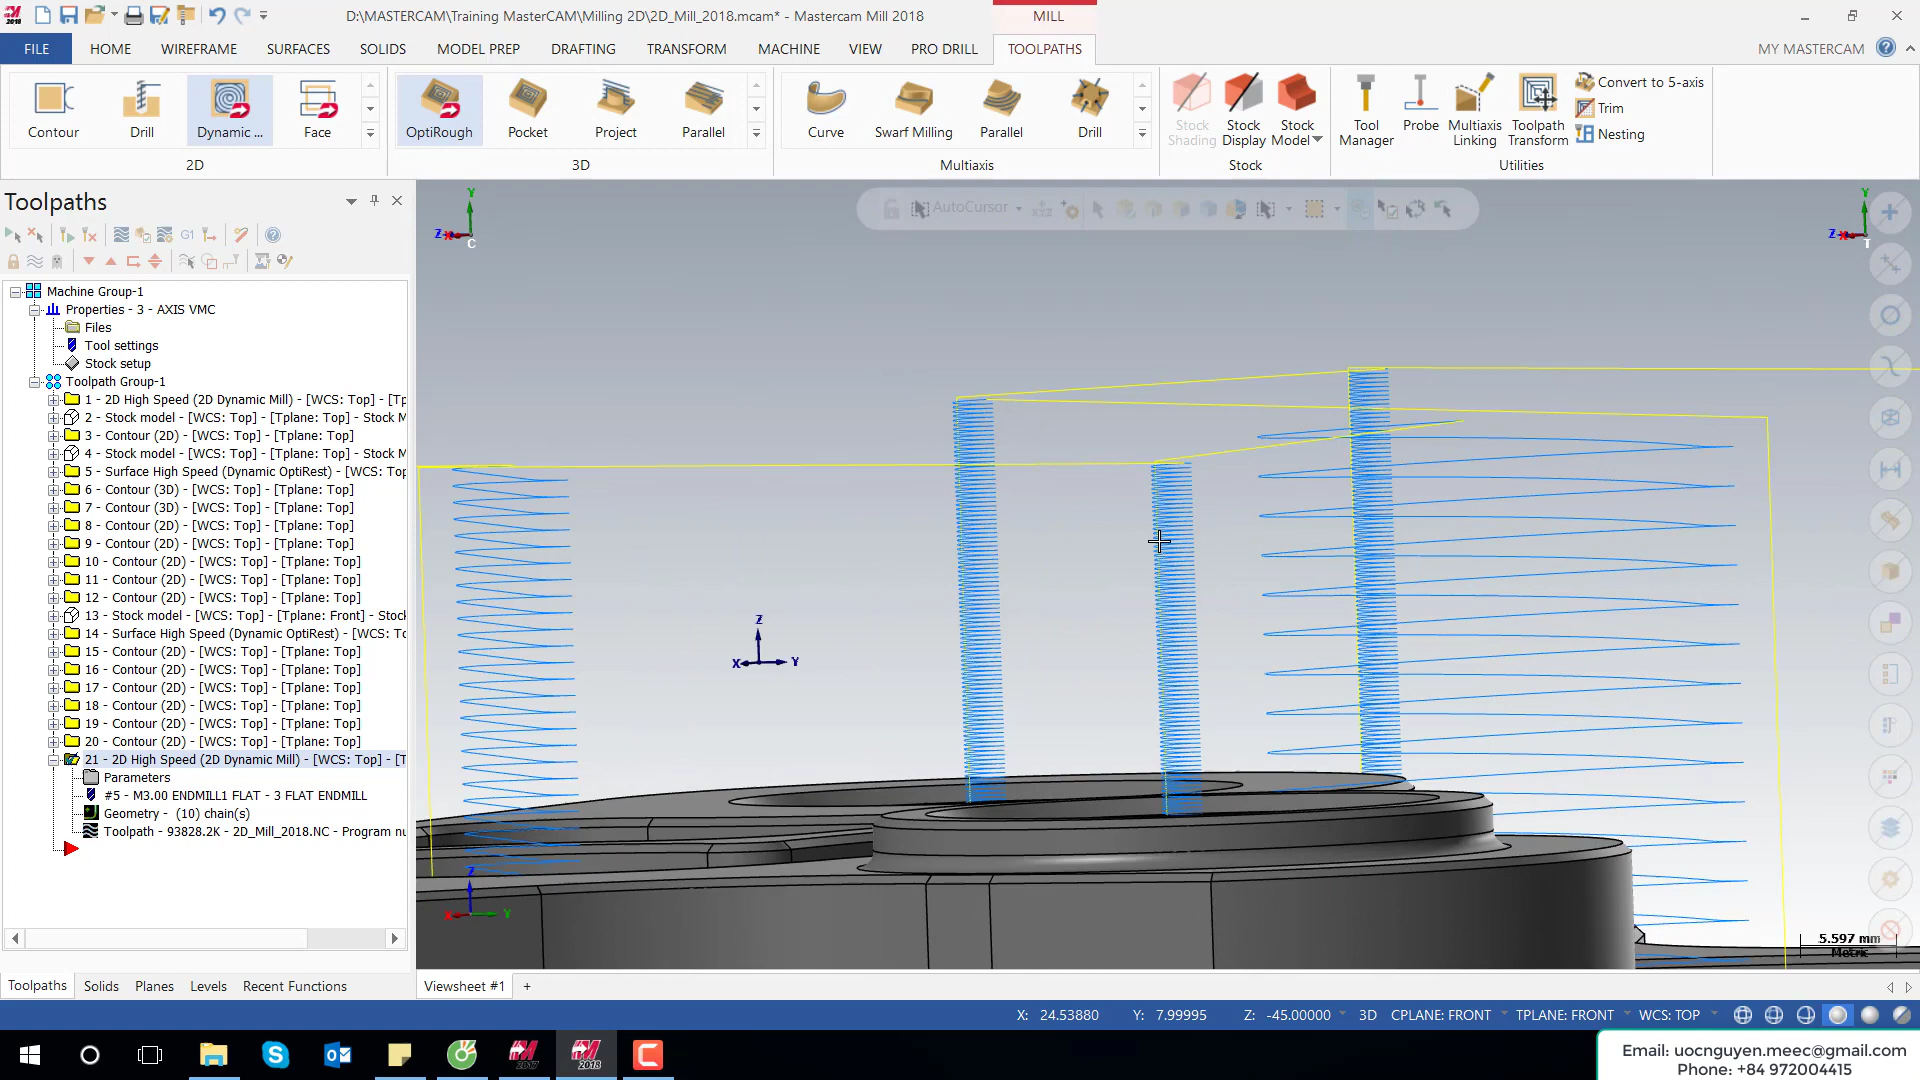 D:\MASTERCAM\Training MasterCAM\Milling 2D\2D_Mill_2018.mcam* - Mastercam Mill 2018
MILL
FILE HOME WIREFRAME SURFACES SOLIDS MODEL PREP DRAFTING TRANSFORM MACHINE VIEW PRO DRILL TOOLPATHS MY MASTERCAM
Contour Drill Dynamic ... Face
2D
OptiRough Pocket Project Parallel
3D
Curve Swarf Milling Parallel Drill
Multiaxis
Stock Shading Stock Display Stock Model
Stock
Tool Manager Probe Multiaxis Linking Toolpath Transform
Convert to 5-axis
Trim
Nesting
Utilities
Toolpaths
G1
Machine Group-1
Properties - 3 - AXIS VMC
Files
Tool settings
Stock setup
Toolpath Group-1
1 - 2D High Speed (2D Dynamic Mill) - [WCS: Top] - [Tp
2 - Stock model - [WCS: Top] - [Tplane: Top] - Stock M
3 - Contour (2D) - [WCS: Top] - [Tplane: Top]
4 - Stock model - [WCS: Top] - [Tplane: Top] - Stock M
5 - Surface High Speed (Dynamic OptiRest) - [WCS: Top
6 - Contour (3D) - [WCS: Top] - [Tplane: Top]
7 - Contour (3D) - [WCS: Top] - [Tplane: Top]
8 - Contour (2D) - [WCS: Top] - [Tplane: Top]
9 - Contour (2D) - [WCS: Top] - [Tplane: Top]
10 - Contour (2D) - [WCS: Top] - [Tplane: Top]
11 - Contour (2D) - [WCS: Top] - [Tplane: Top]
12 - Contour (2D) - [WCS: Top] - [Tplane: Top]
13 - Stock model - [WCS: Top] - [Tplane: Front] - Stock
14 - Surface High Speed (Dynamic OptiRest) - [WCS: To
15 - Contour (2D) - [WCS: Top] - [Tplane: Top]
16 - Contour (2D) - [WCS: Top] - [Tplane: Top]
17 - Contour (2D) - [WCS: Top] - [Tplane: Top]
18 - Contour (2D) - [WCS: Top] - [Tplane: Top]
19 - Contour (2D) - [WCS: Top] - [Tplane: Top]
20 - Contour (2D) - [WCS: Top] - [Tplane: Top]
21 - 2D High Speed (2D Dynamic Mill) - [WCS: Top] - [T
Parameters
#5 - M3.00 ENDMILL1 FLAT - 3 FLAT ENDMILL
Geometry - (10) chain(s)
Toolpath - 93828.2K - 2D_Mill_2018.NC - Program nu
AutoCursor
Y
Z X
C
Y
Z X
T
Z
X Y
Z
X Y
5.597 mm
Metric
Toolpaths Solids Planes Levels Recent Functions
Viewsheet #1 +
X: 24.53880 Y: 7.99995 Z: -45.00000 3D CPLANE: FRONT TPLANE: FRONT WCS: TOP
2017
2018
Email: uocnguyen.meec@gmail.com
Phone: +84 972004415